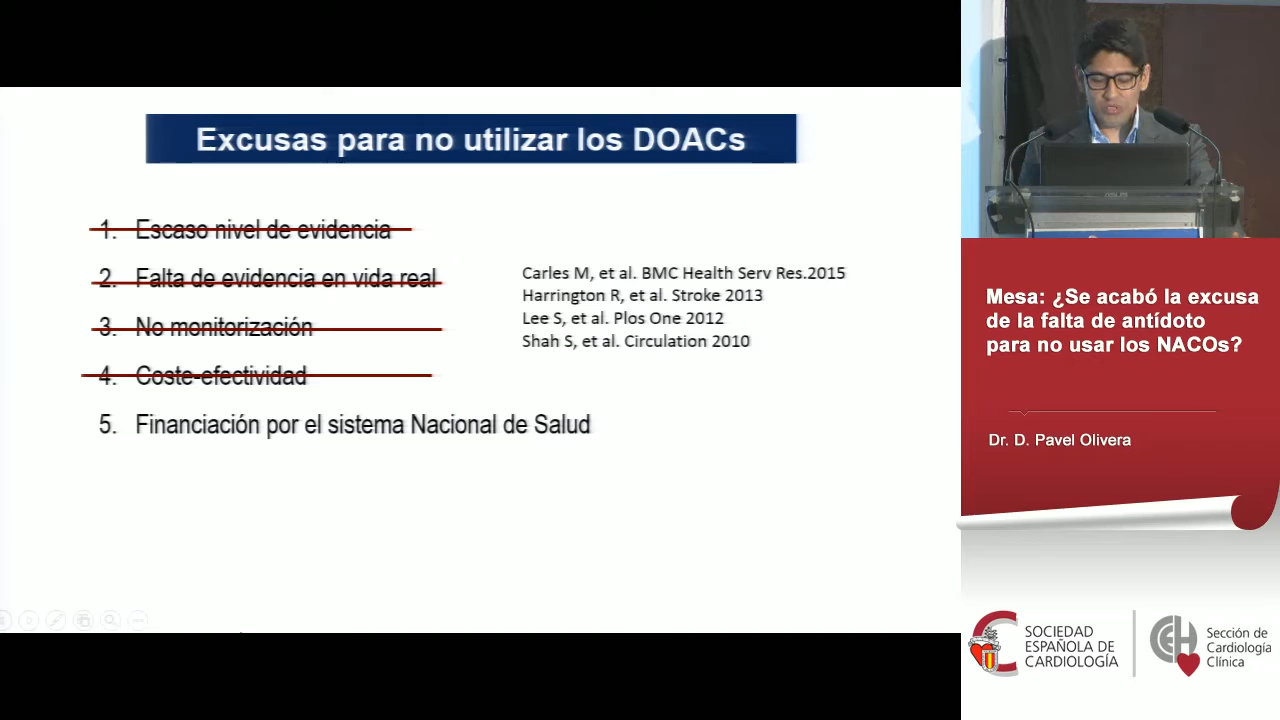 Excusas para no utilizar los DOACs
1. Escaso nivel de evidencia
2. Falta de evidencia en vida real
3. No monitorización
4. Coste-efectividad
5. Financiación por el sistema Nacional de Salud
Carles M, et al. BMC Health Serv Res.2015
Harrington R, et al. Stroke 2013
Lee S, et al. Plos One 2012
Shah S, et al. Circulation 2010
Mesa: ¿Se acabó la excusa
de la falta de antídoto
para no usar los NACOs?
Dr. D. Pavel Olivera
SOCIEDAD
ESPAÑOLA DE
CARDIOLOGÍA
Sección de
Cardiología
Clínica